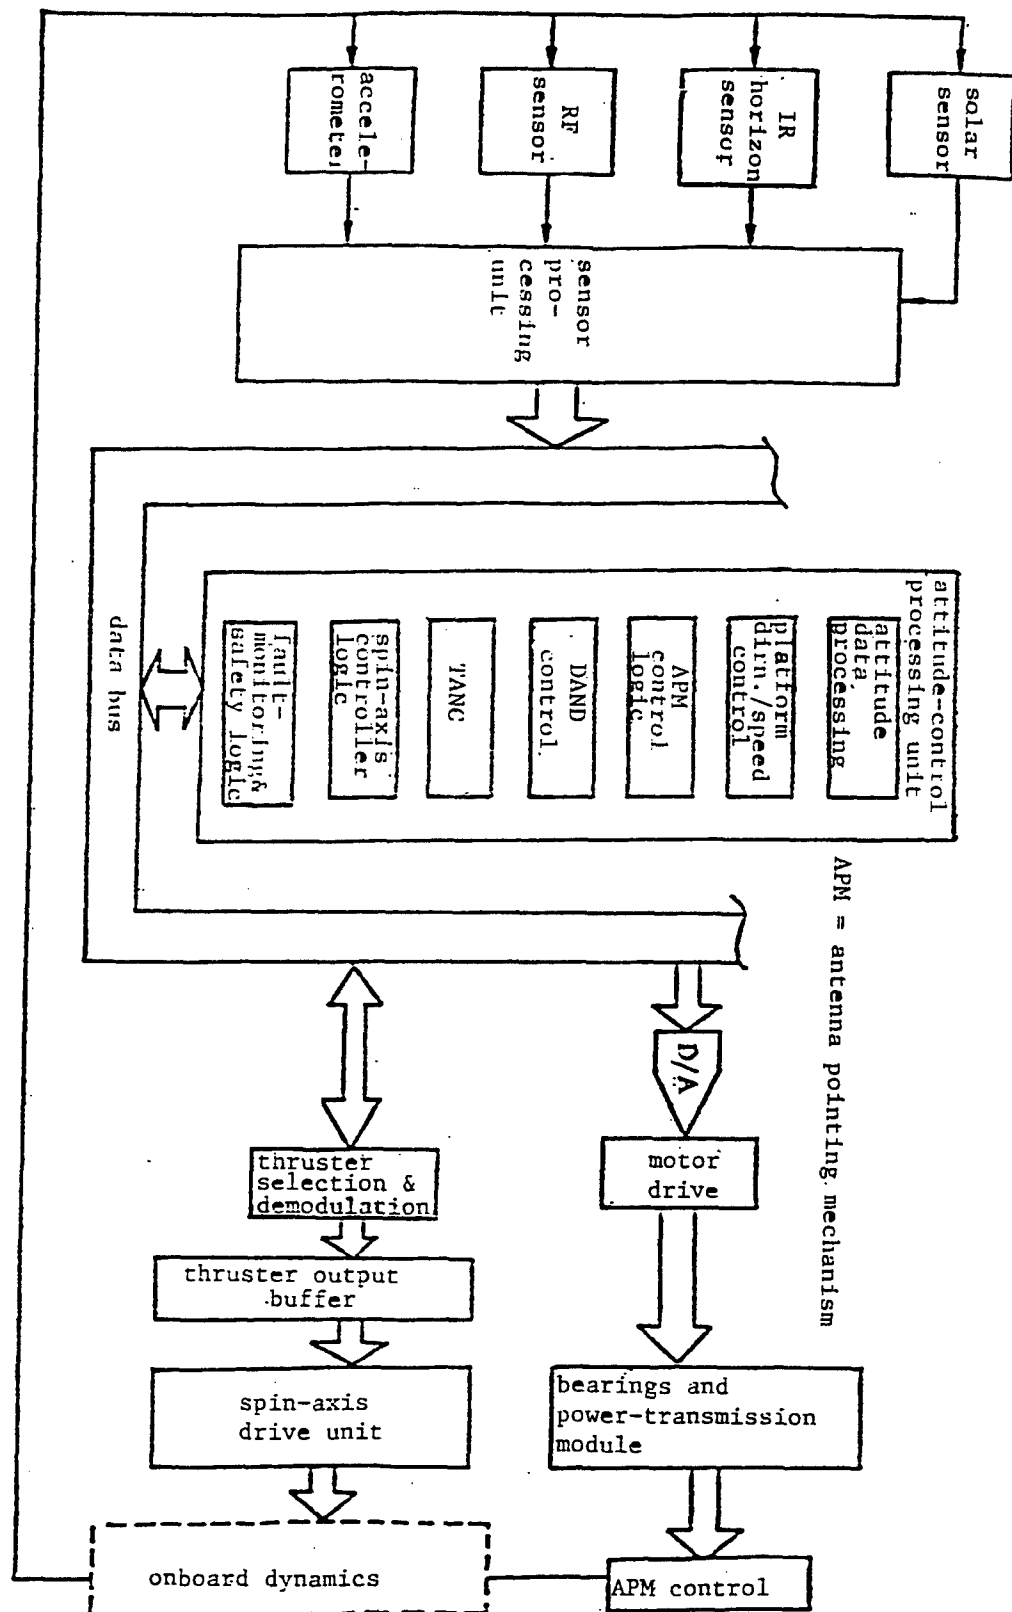 accele-
rometer
RF
sensor
IR
horizon
sensor
solar
sensor
sensor
pro-
cessing
unit
data bus
attitude-control
processing unit
attitude
data
processing
platform
dirn./speed
control
APM
control
logic
DAND
control
TANC
spin-axis
controller
logic
fault-
monitoring&
safety logic
APM = antenna pointing mechanism
D/A
thruster
selection &
demodulation
motor
drive
thruster output
buffer
spin-axis
drive unit
bearings and
power-transmission
module
onboard dynamics
APM control